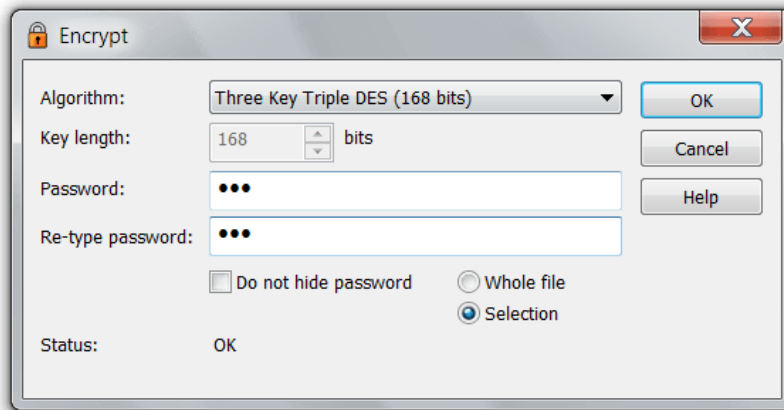 Encrypt
Algorithm: Three Key Triple DES (168 bits) OK
Key length: 168 bits
Cancel
Password: ●●●
Help
Re-type password: ●●●
Do not hide password Whole file
Selection
Status: OK